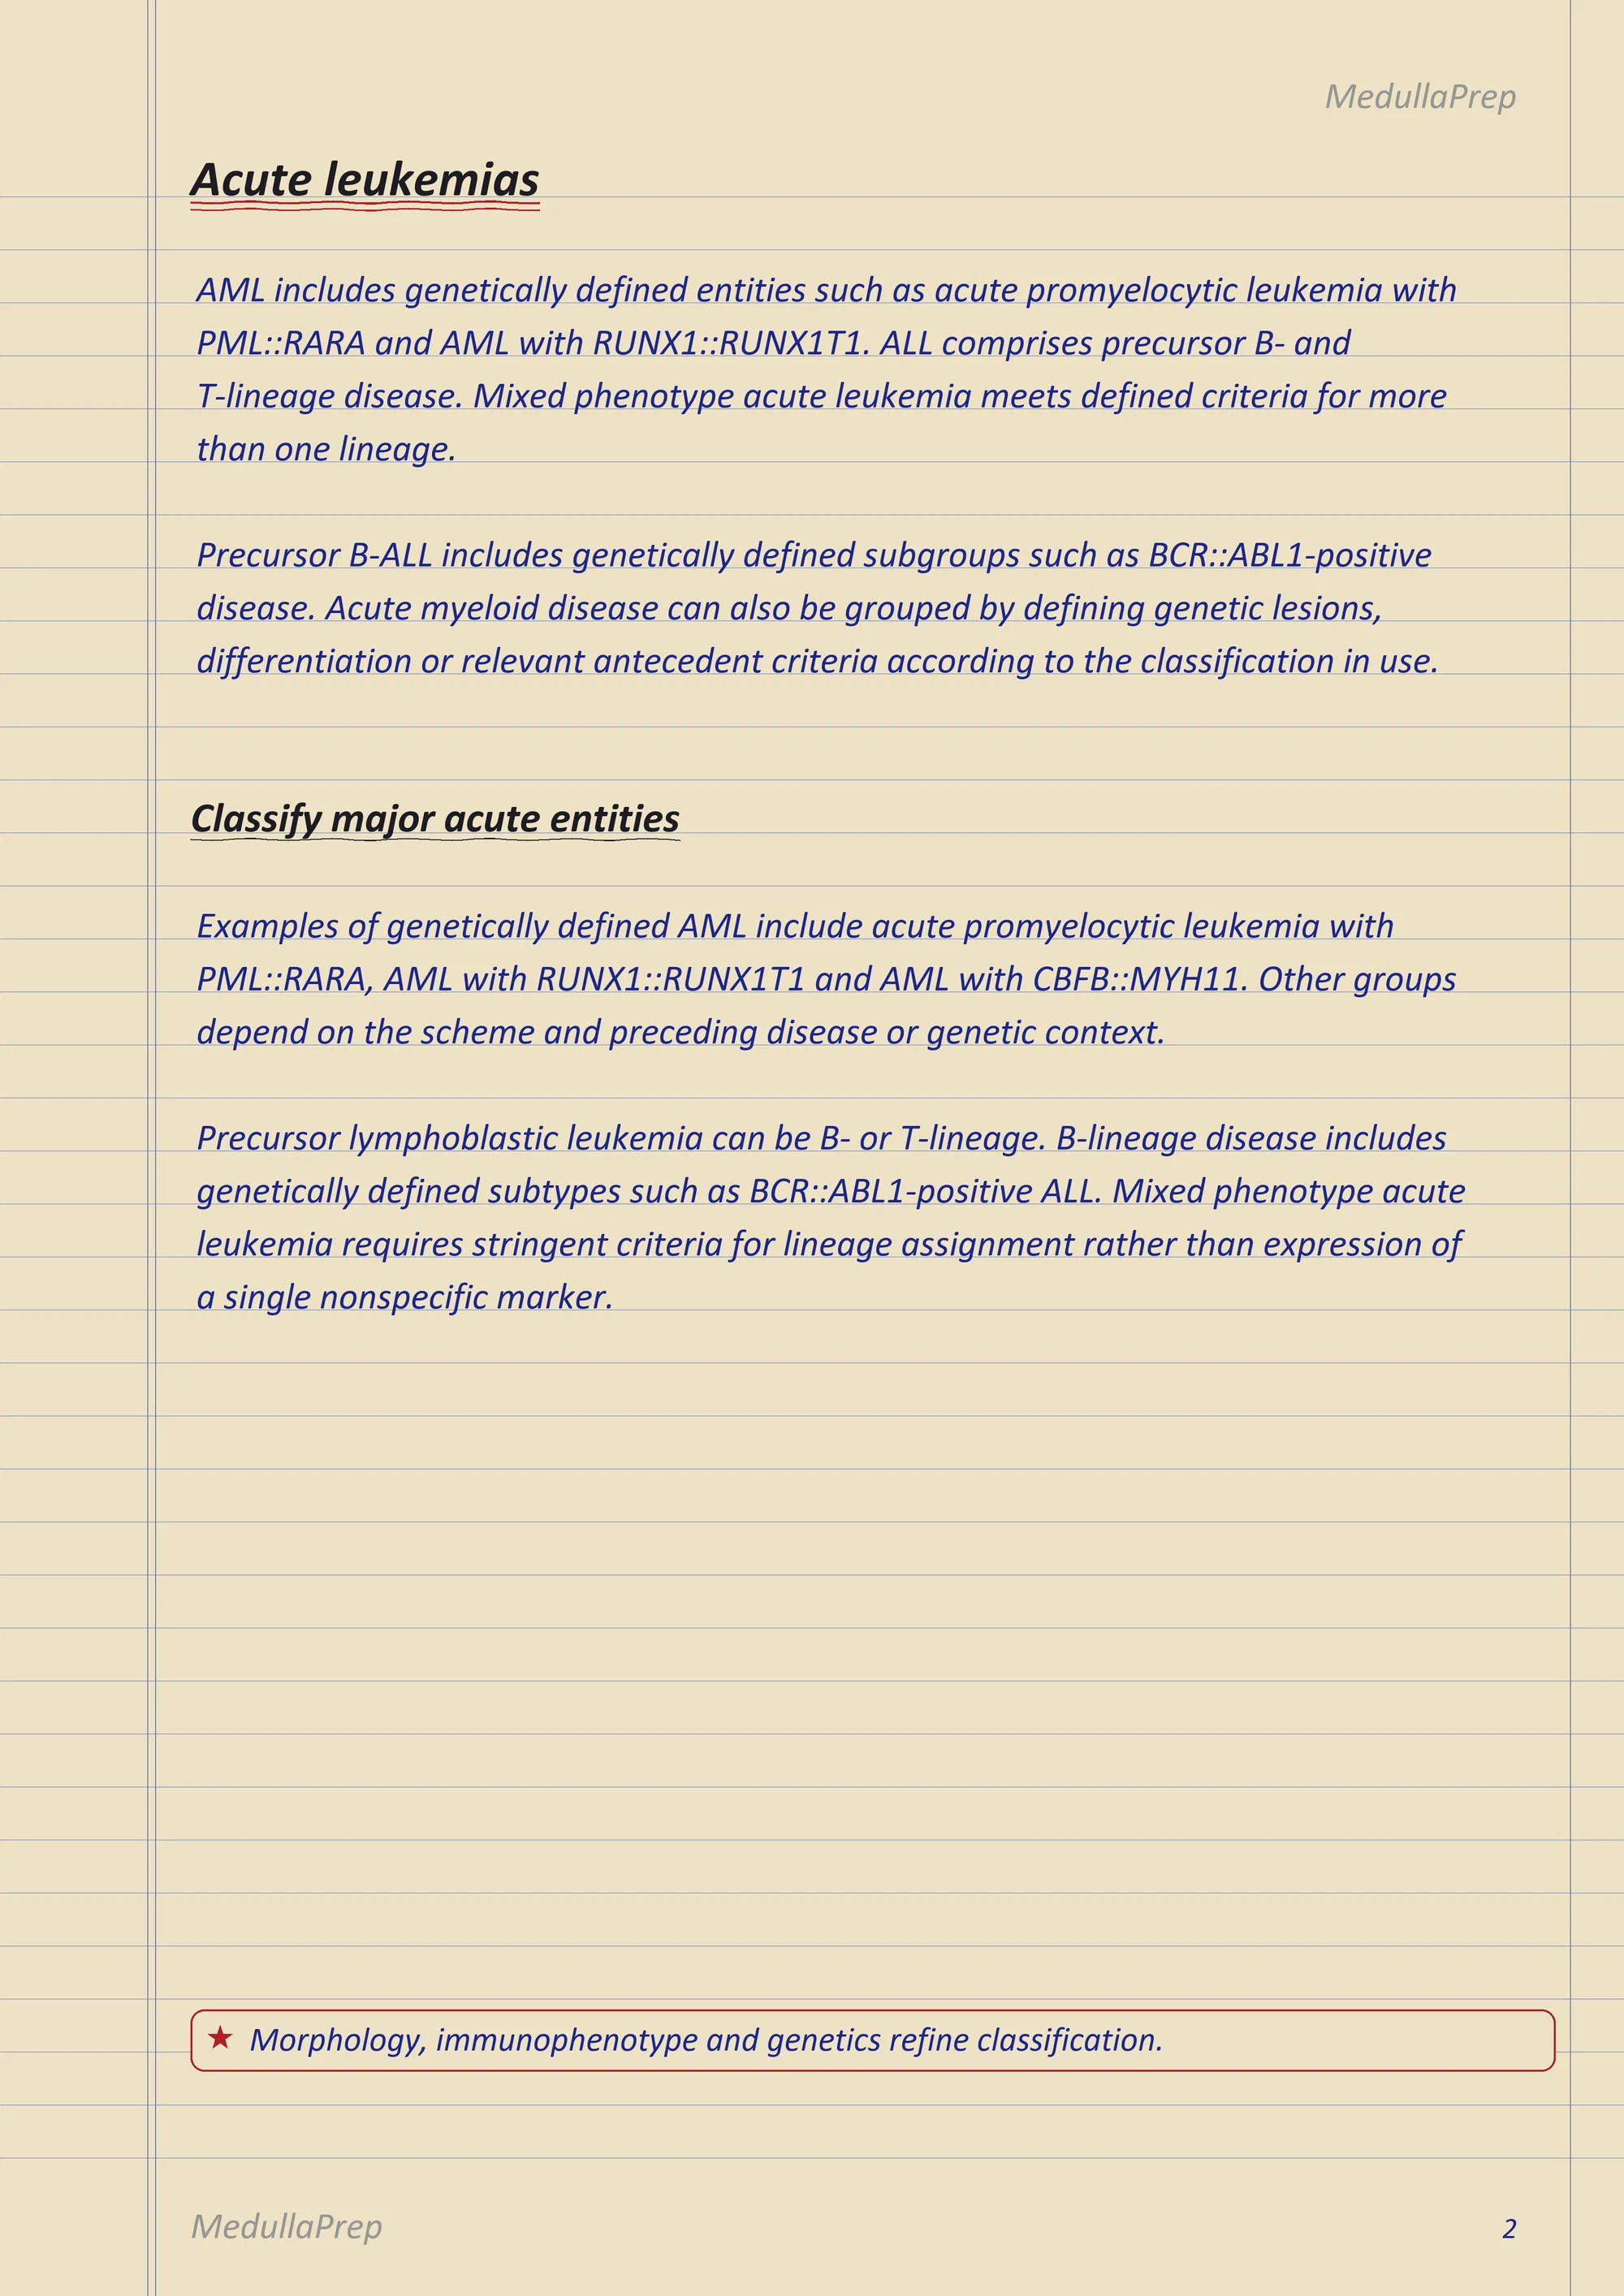 MedullaPrep
Acute leukemias
AML includes genetically defined entities such as acute promyelocytic leukemia with
PML::RARA and AML with RUNX1::RUNX1T1. ALL comprises precursor B- and
T-lineage disease. Mixed phenotype acute leukemia meets defined criteria for more
than one lineage.
Precursor B-ALL includes genetically defined subgroups such as BCR::ABL1-positive
disease. Acute myeloid disease can also be grouped by defining genetic lesions,
differentiation or relevant antecedent criteria according to the classification in use.
Classify major acute entities
Examples of genetically defined AML include acute promyelocytic leukemia with
PML::RARA, AML with RUNX1::RUNX1T1 and AML with CBFB::MYH11. Other groups
depend on the scheme and preceding disease or genetic context.
Precursor lymphoblastic leukemia can be B- or T-lineage. B-lineage disease includes
genetically defined subtypes such as BCR::ABL1-positive ALL. Mixed phenotype acute
leukemia requires stringent criteria for lineage assignment rather than expression of
a single nonspecific marker.
★ Morphology, immunophenotype and genetics refine classification.
MedullaPrep
2